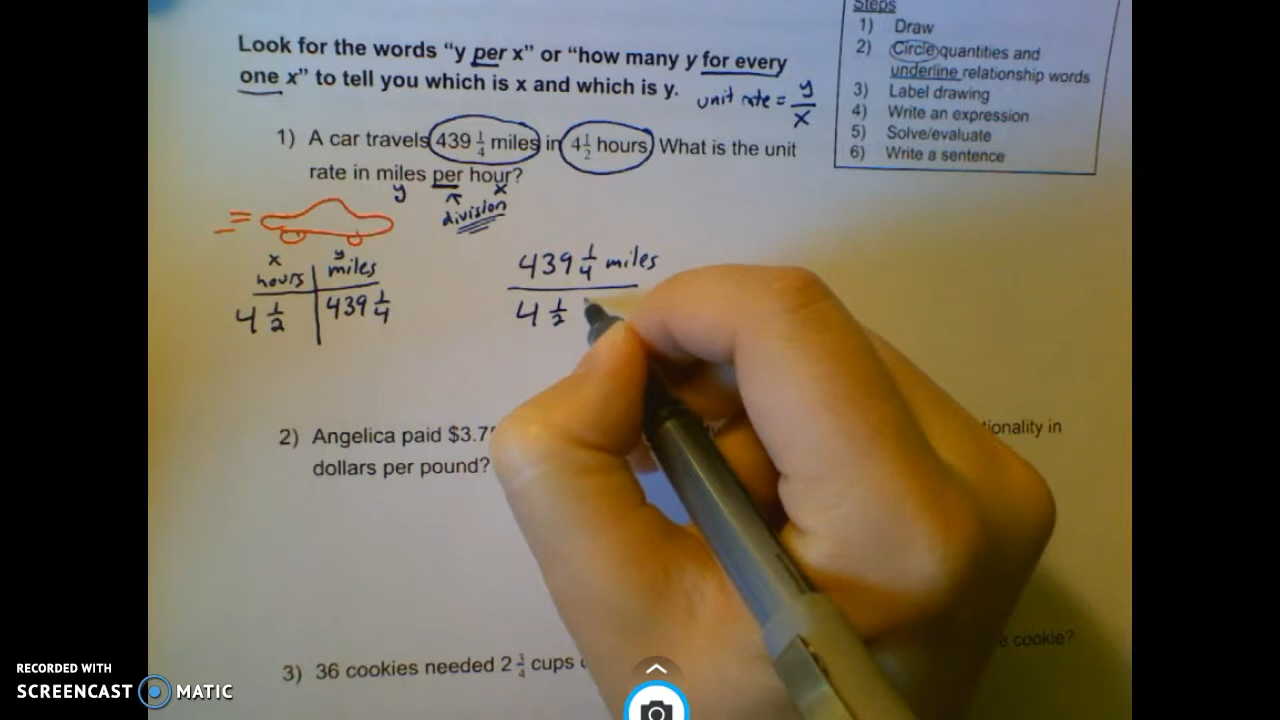 Look for the words “y per x” or “how many y for every
one x” to tell you which is x and which is y.
unit rate = y/x
Steps
1) Draw
2) Circle quantities and
underline relationship words
3) Label drawing
4) Write an expression
5) Solve/evaluate
6) Write a sentence
1) A car travels 439 1/4 miles in 4 1/2 hours. What is the unit
rate in miles per hour?
y x
division
x y
hours miles
4 1/2 439 1/4
439 1/4 miles
4 1/2
2) Angelica paid $3.7
dollars per pound?
in
3) 36 cookies needed 2 3/4 cups
cookie?
RECORDED WITH
SCREENCAST MATIC